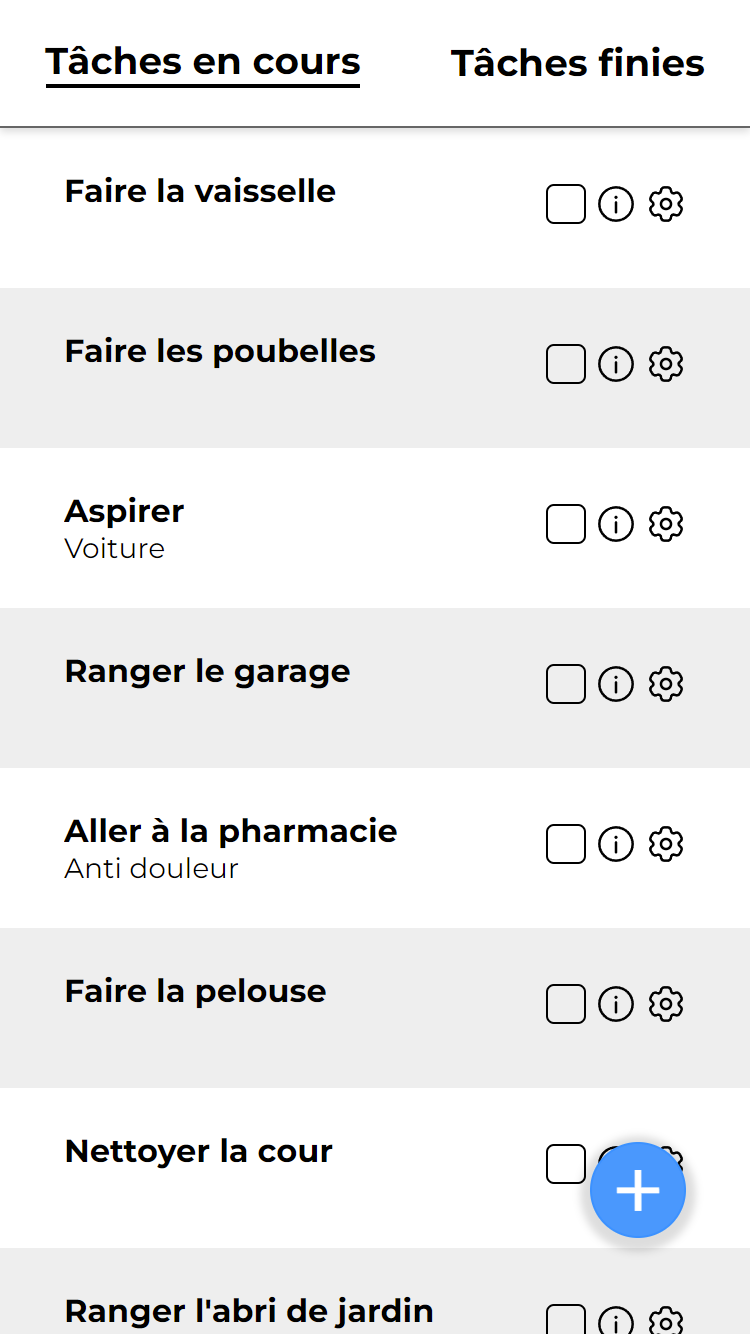 Tâches en cours
Tâches finies
Faire la vaisselle
Faire les poubelles
Aspirer
Voiture
Ranger le garage
Aller à la pharmacie
Anti douleur
Faire la pelouse
Nettoyer la cour
Ranger l'abri de jardin